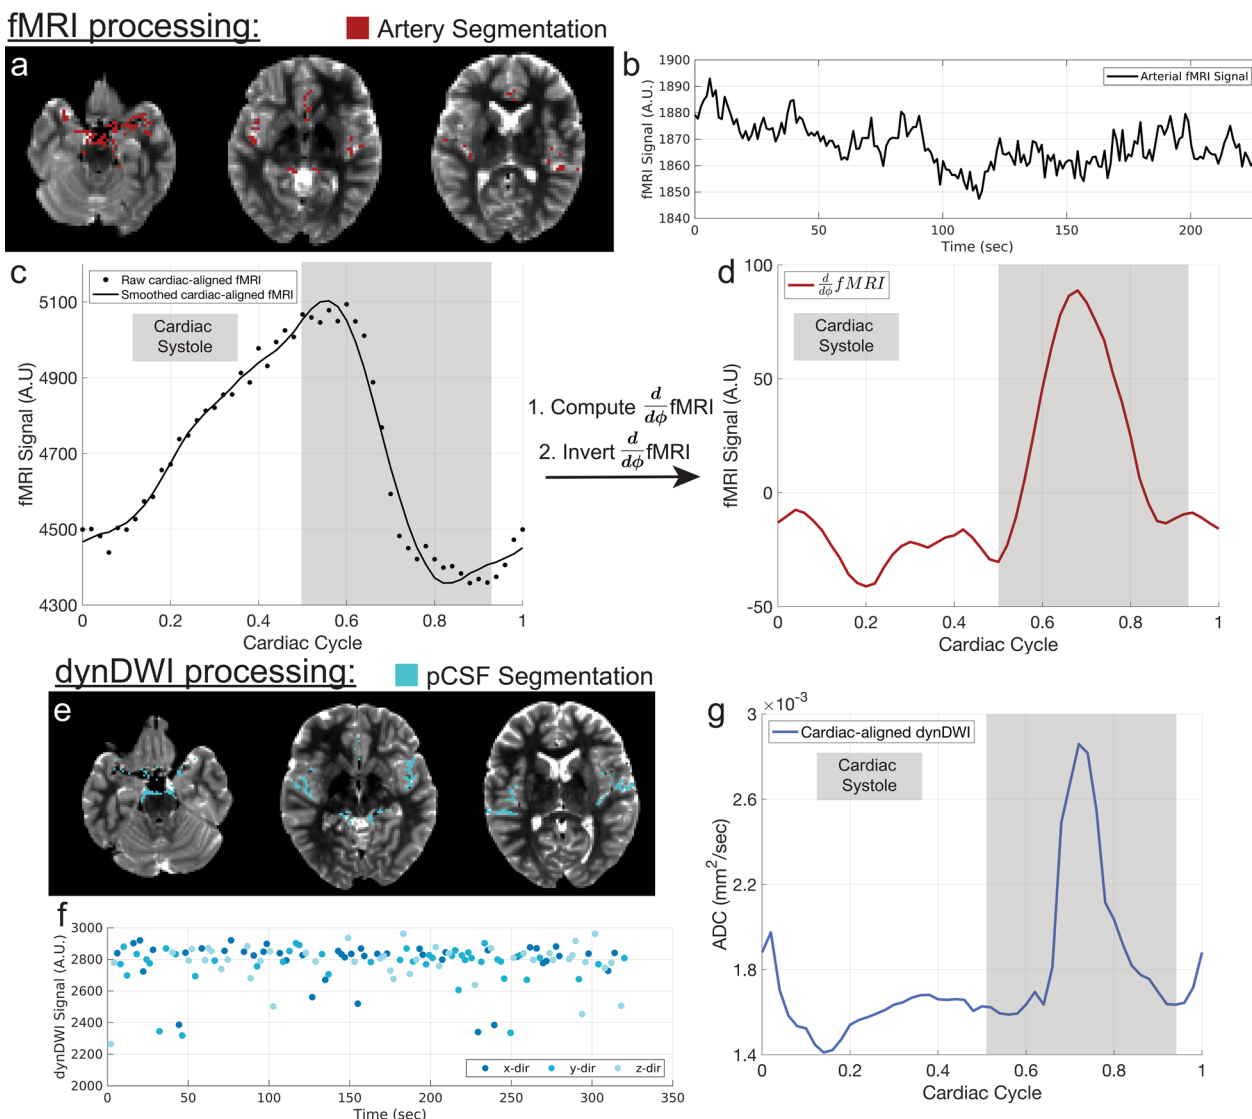 fMRI processing:
Artery Segmentation
a
b
1900
1890
1880
1870
1860
1850
1840
fMRI Signal (A.U.)
Arterial fMRI Signal
0
50
100
150
200
Time (sec)
c
Raw cardiac-aligned fMRI
Smoothed cardiac-aligned fMRI
Cardiac
Systole
5100
4900
4700
4500
4300
fMRI Signal (A.U)
0
0.2
0.4
0.6
0.8
1
Cardiac Cycle
1. Compute d/dϕ fMRI
2. Invert d/dϕ fMRI
d
d/dϕ fMRI
Cardiac
Systole
100
50
0
-50
fMRI Signal (A.U)
0
0.2
0.4
0.6
0.8
1
Cardiac Cycle
dynDWI processing:
pCSF Segmentation
e
f
3000
2800
2600
2400
2200
2000
dynDWI Signal (A.U.)
x-dir
y-dir
z-dir
0
50
100
150
200
250
300
350
Time (sec)
g
×10⁻³
Cardiac-aligned dynDWI
Cardiac
Systole
3
2.6
2.2
1.8
1.4
ADC (mm²/sec)
0
0.2
0.4
0.6
0.8
1
Cardiac Cycle